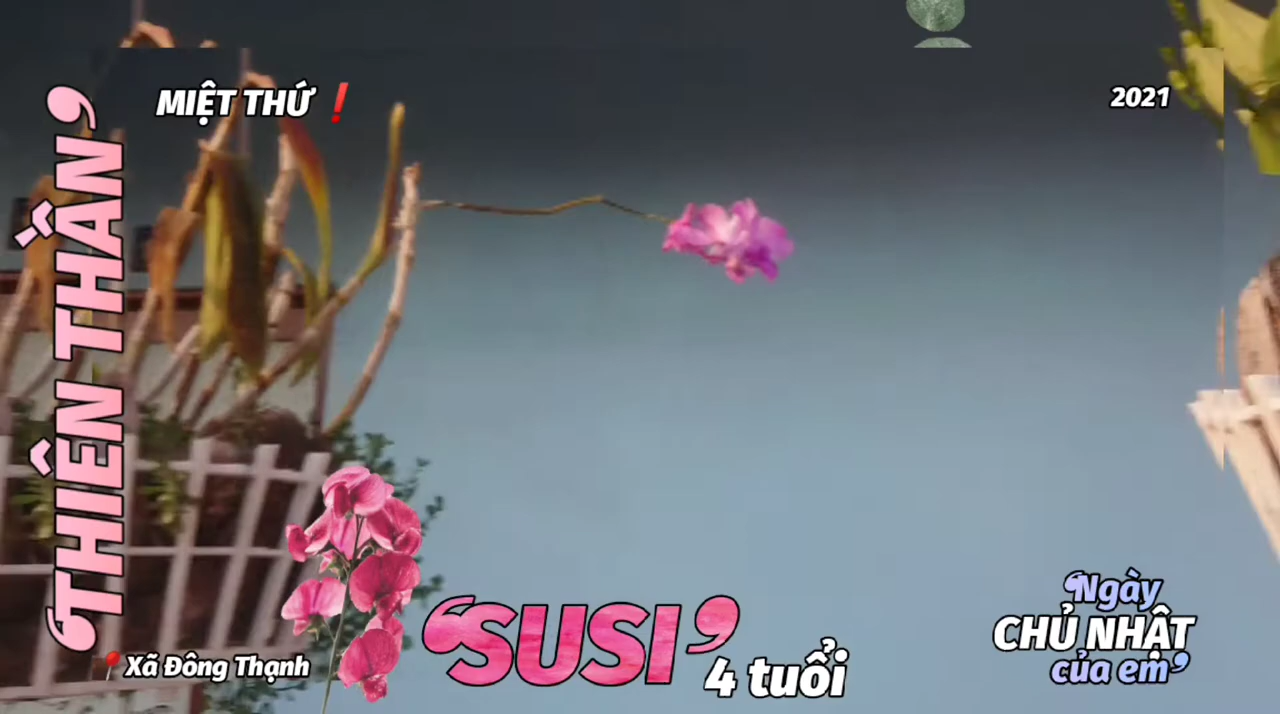 MIỆT THỨ❗
2021
‘THIÊN THẦN’
📍Xã Đông Thạnh
‘SUSI’
4 tuổi
‘Ngày
CHỦ NHẬT
của em’